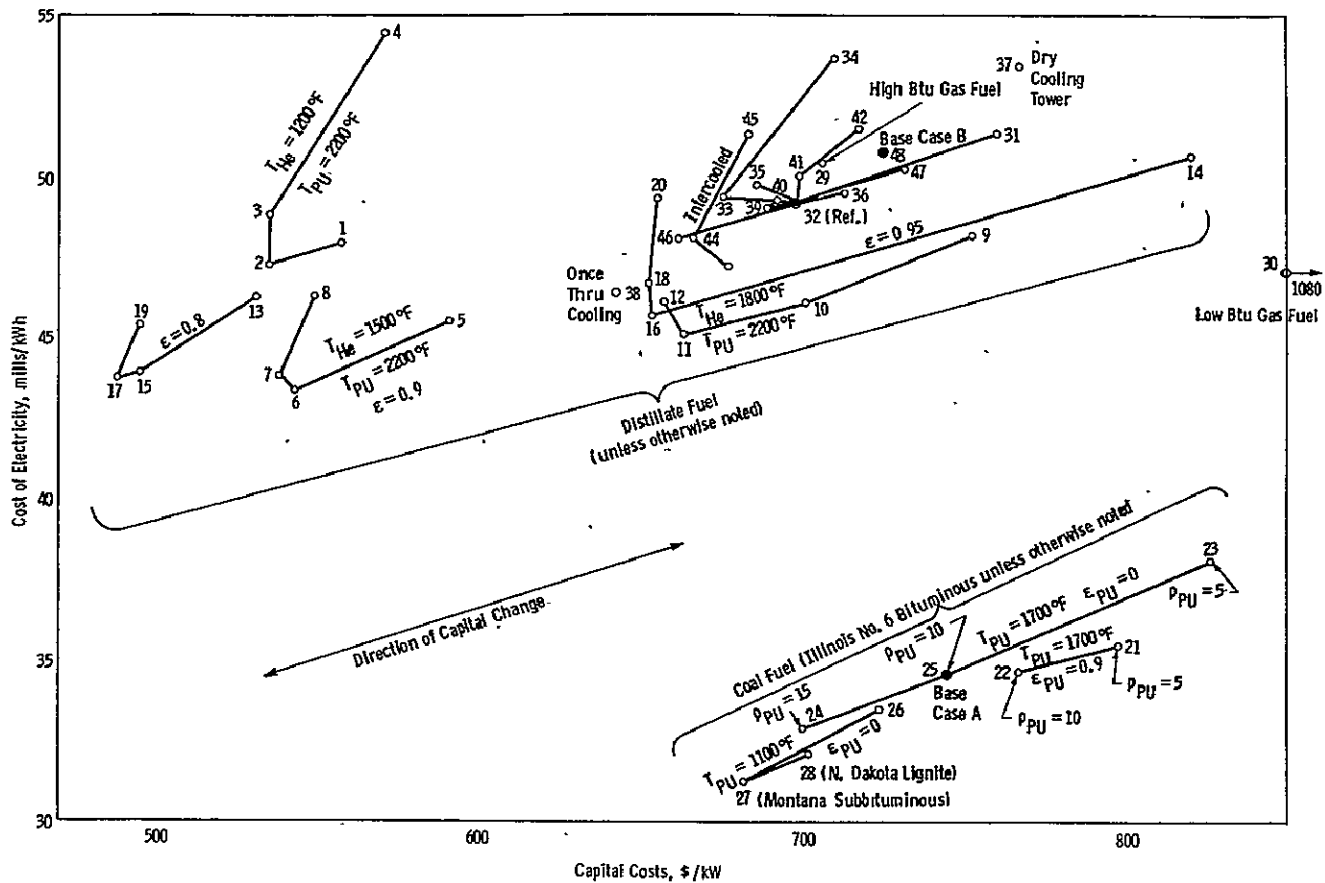 55
50
45
40
35
30
Cost of Electricity, mills/kWh
500
600
700
800
Capital Costs, $/kW
4
T_He = 1200°F
T_PU = 2200°F
3
2
1
19
13
ε = 0.8
17
15
8
T_He = 1500°F
5
T_PU = 2200°F
ε = 0.9
7
6
34
37
Dry
Cooling
Tower
High Btu Gas Fuel
45
42
Base Case B
48
31
Intercooled
35
41
29
47
14
20
40
36
33
39
32 (Ref.)
46
44
ε = 0.95
9
Once
Thru
Cooling
38
18
12
16
T_He = 1800°F
10
T_PU = 2200°F
11
30
1080
Low Btu Gas Fuel
Distillate Fuel
(unless otherwise noted)
Direction of Capital Change
Coal Fuel (Illinois No. 6 Bituminous unless otherwise noted
23
ρ_PU = 5
T_PU = 1700°F
ε_PU = 0
ρ_PU = 10
T_PU = 1700°F
21
25
22
ε_PU = 0.9
ρ_PU = 5
Base
Case A
ρ_PU = 10
ρ_PU = 15
24
26
T_PU = 1100°F
ε_PU = 0
28 (N. Dakota Lignite)
27 (Montana Subbituminous)